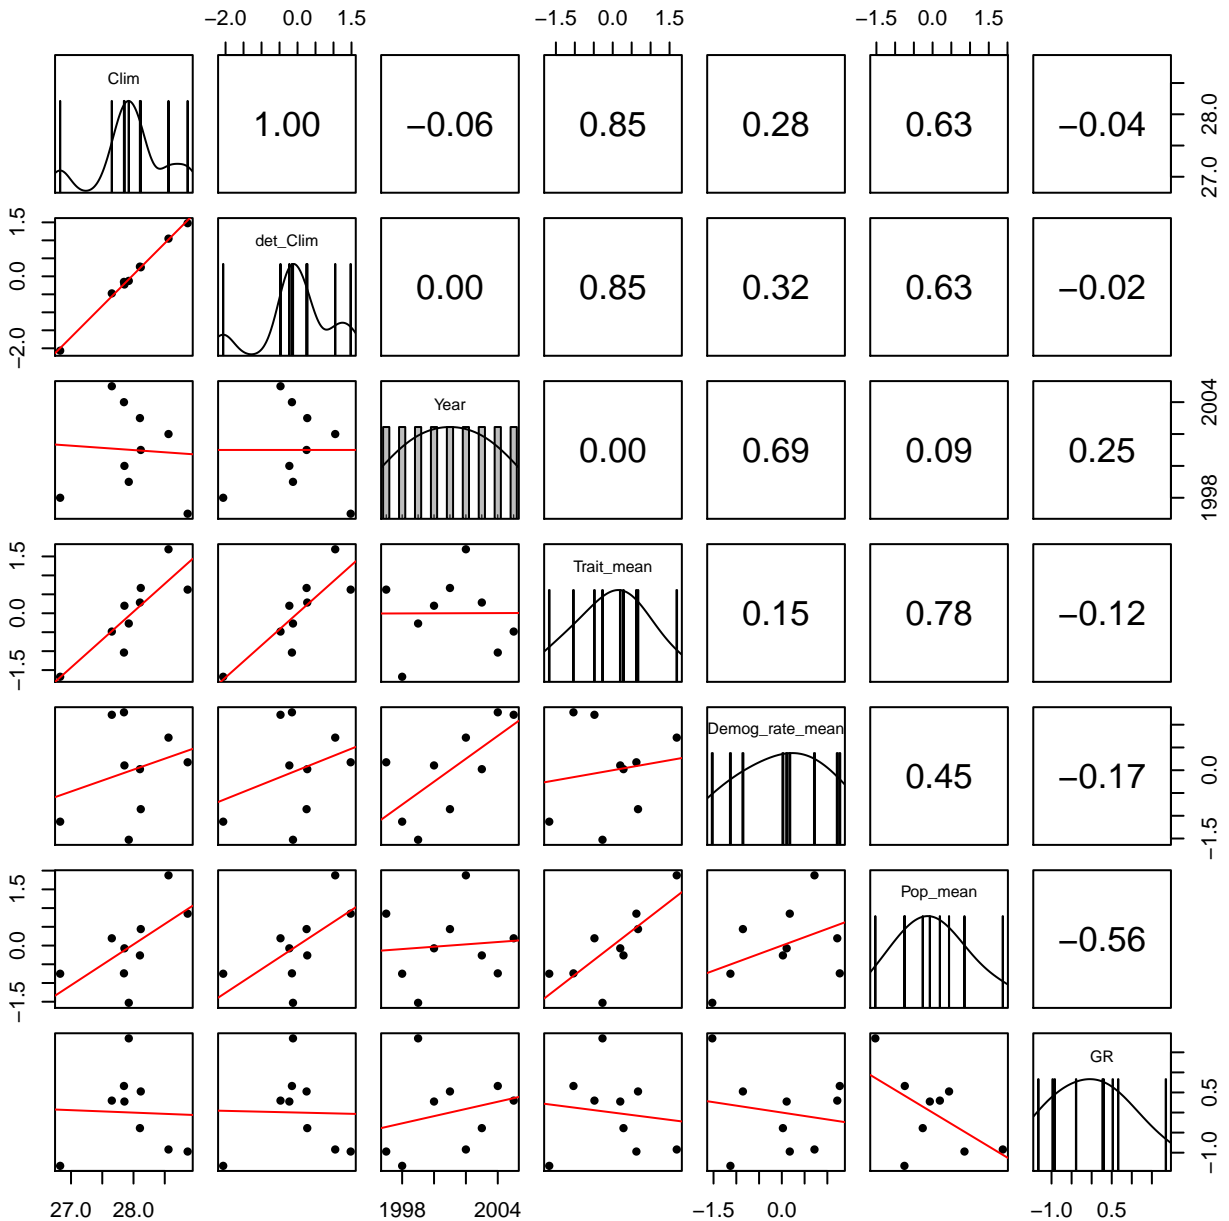 −2.0 0.0 1.5 −1.5 0.0 1.5 −1.5 0.0 1.5
Clim 1.00 −0.06 0.85 0.28 0.63 −0.04 27.0 28.0
−2.0 0.0 1.5 det_Clim 0.00 0.85 0.32 0.63 −0.02
Year 0.00 0.69 0.09 0.25 1998 2004
−1.5 0.0 1.5 Trait_mean 0.15 0.78 −0.12
Demog_rate_mean 0.45 −0.17 −1.5 0.0
−1.5 0.0 1.5 Pop_mean −0.56
GR −1.0 0.5
27.0 28.0 1998 2004 −1.5 0.0 −1.0 0.5